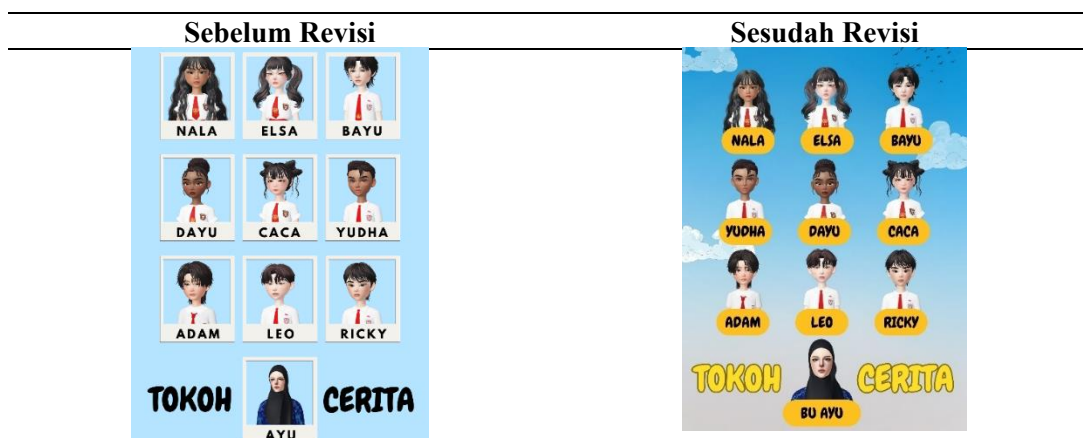 Sebelum Revisi
Sesudah Revisi
NALA ELSA BAYU
DAYU CACA YUDHA
ADAM LEO RICKY
TOKOH CERITA
AYU
NALA ELSA BAYU
YUDHA DAYU CACA
ADAM LEO RICKY
TOKOH CERITA
BU AYU